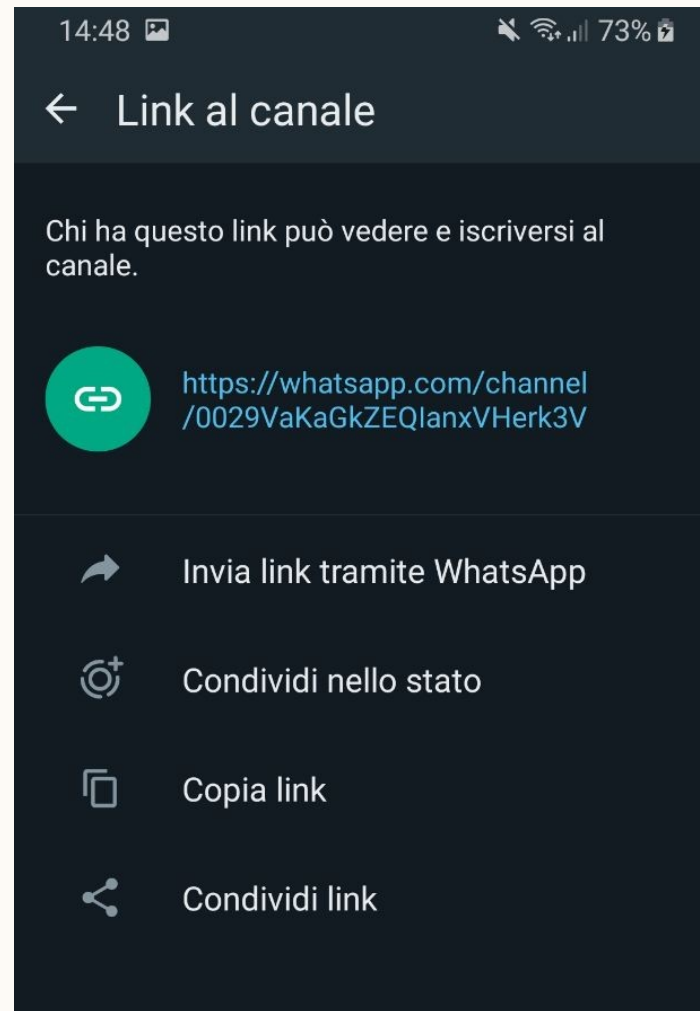 14:48 73%
Link al canale
Chi ha questo link può vedere e iscriversi al
canale.
https://whatsapp.com/channel
/0029VaKaGkZEQIanxVHerk3V
Invia link tramite WhatsApp
Condividi nello stato
Copia link
Condividi link